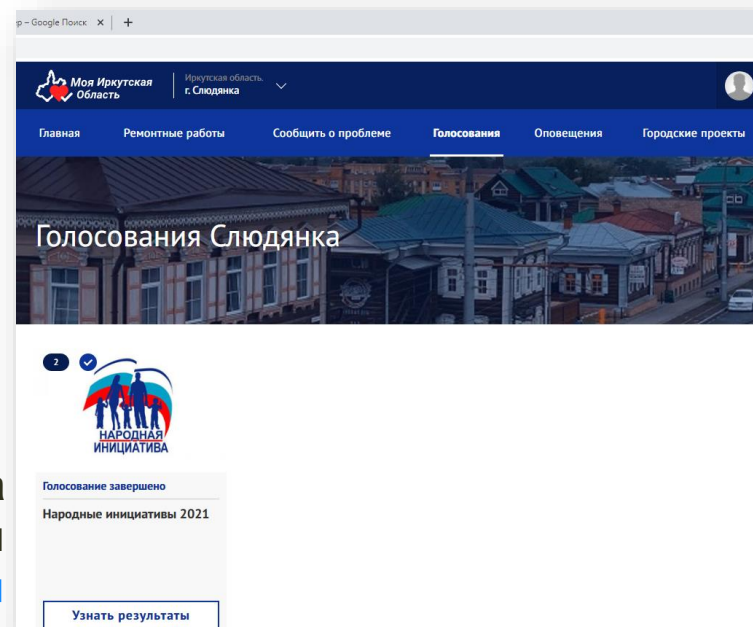 – Google Поиск
Моя Иркутская
Область
Иркутская область.
г. Слюдянка
Главная Ремонтные работы Сообщить о проблеме Голосования Оповещения Городские проекты
Голосования Слюдянка
2
НАРОДНАЯ
ИНИЦИАТИВА
Голосование завершено
Народные инициативы 2021
Узнать результаты